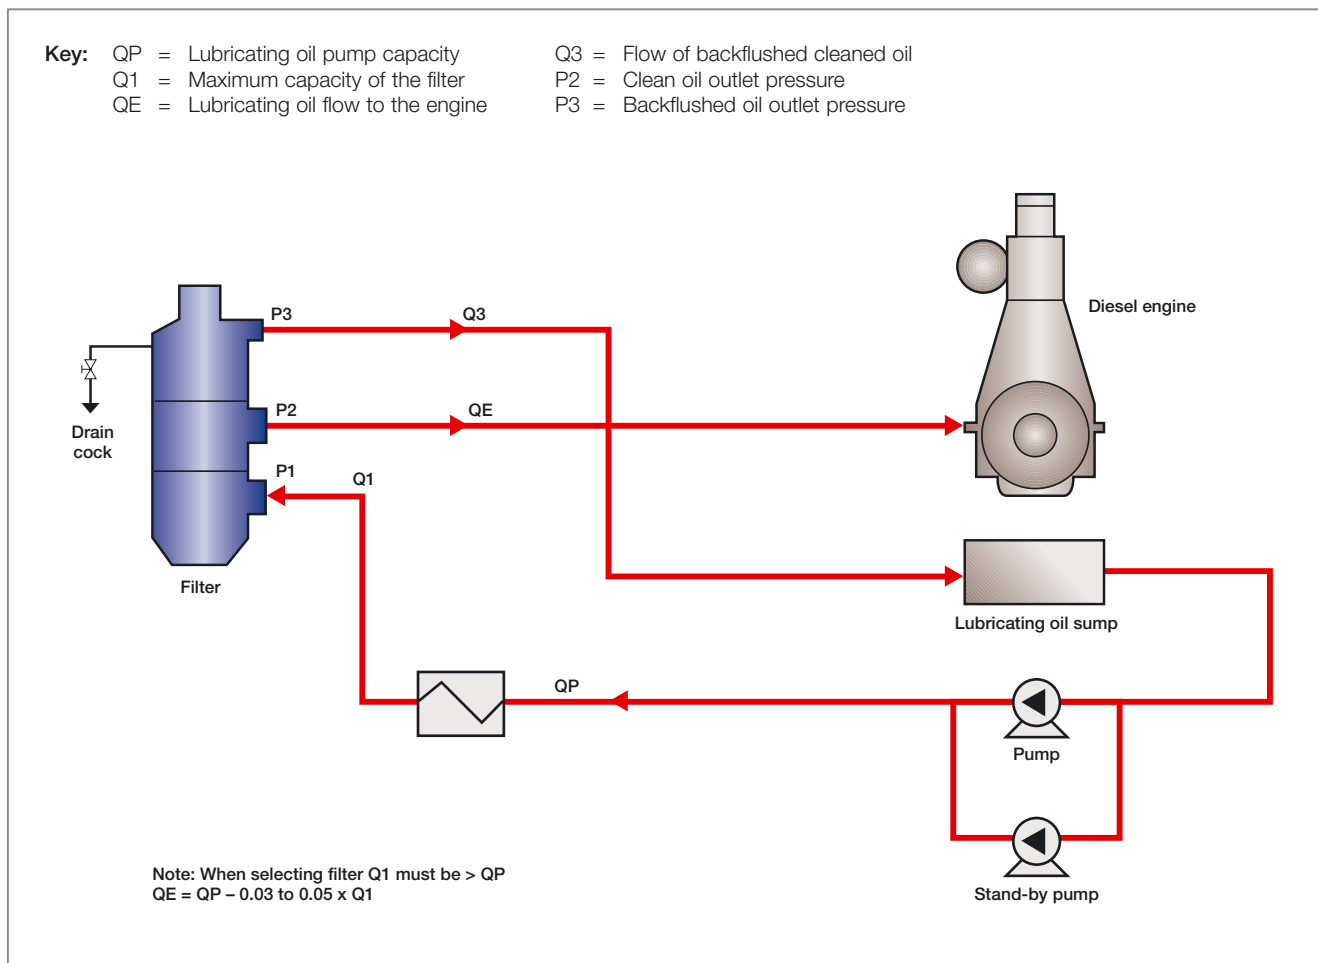 Key: QP = Lubricating oil pump capacity
Q1 = Maximum capacity of the filter
QE = Lubricating oil flow to the engine
Q3 = Flow of backflushed cleaned oil
P2 = Clean oil outlet pressure
P3 = Backflushed oil outlet pressure
Diesel engine
P3
Q3
P2
QE
Drain
cock
P1
Q1
Filter
Lubricating oil sump
QP
Pump
Note: When selecting filter Q1 must be > QP
QE = QP – 0.03 to 0.05 x Q1
Stand-by pump